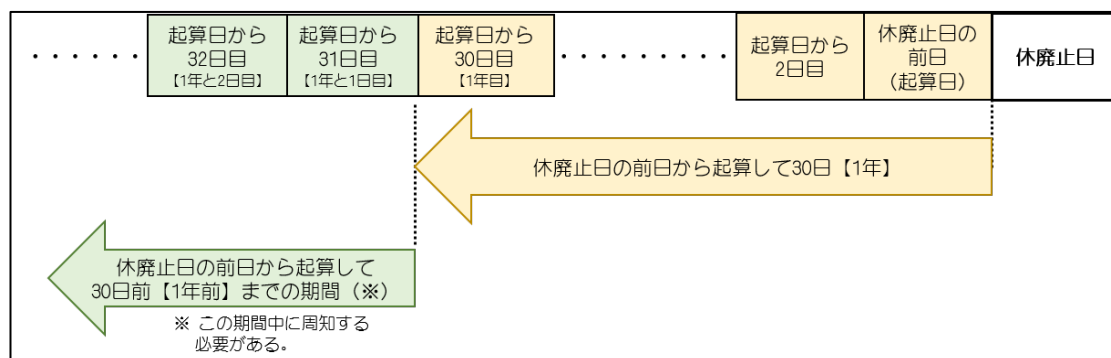 ・・・・・・
起算日から
32日目
【1年と2日目】
起算日から
31日目
【1年と1日目】
起算日から
30日目
【1年目】
・・・・・・・・・
起算日から
2日目
休廃止日の
前日
(起算日)
休廃止日
休廃止日の前日から起算して30日【1年】
休廃止日の前日から起算して
30日前【1年前】までの期間(※)
※ この期間中に周知する
必要がある。